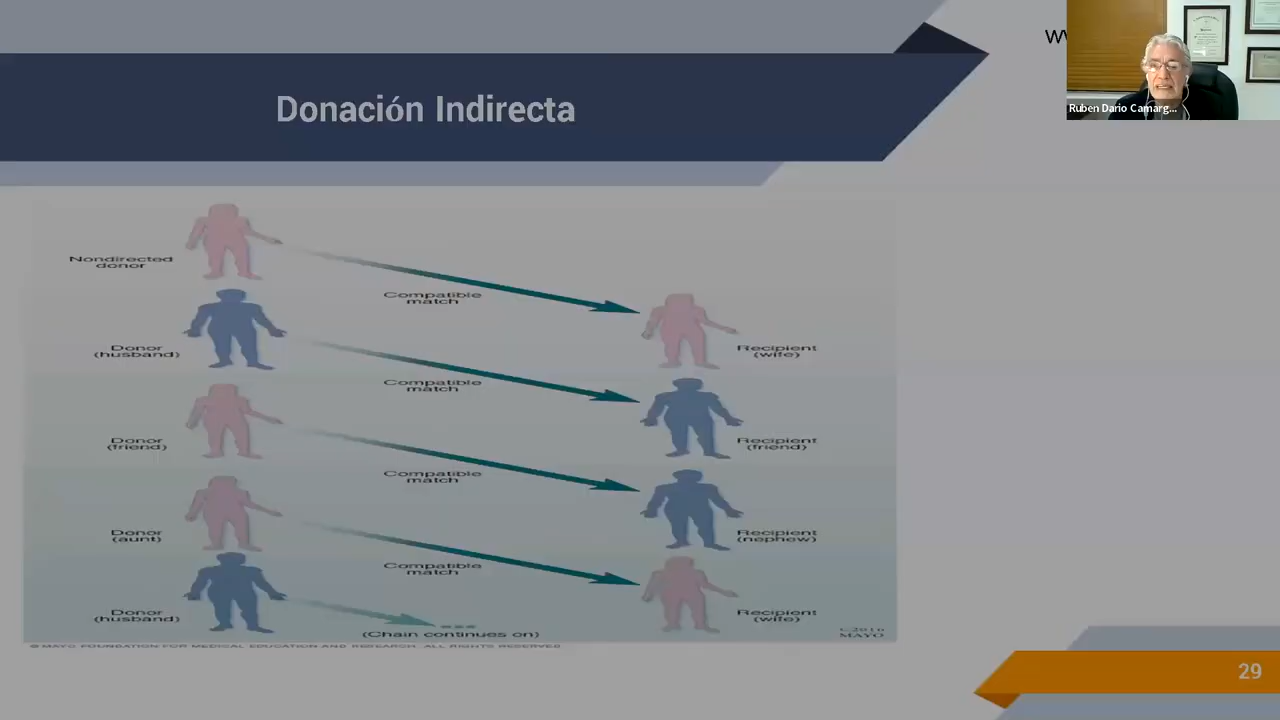 Donación Indirecta
Ruben Dario Camarg...
Nondirected
donor
Compatible
match
Donor
(husband)
Recipient
(wife)
Compatible
match
Donor
(friend)
Recipient
(friend)
Compatible
match
Donor
(aunt)
Recipient
(nephew)
Compatible
match
Donor
(husband)
Recipient
(wife)
(Chain continues on)
©2016
MAYO
© MAYO FOUNDATION FOR MEDICAL EDUCATION AND RESEARCH. ALL RIGHTS RESERVED
29